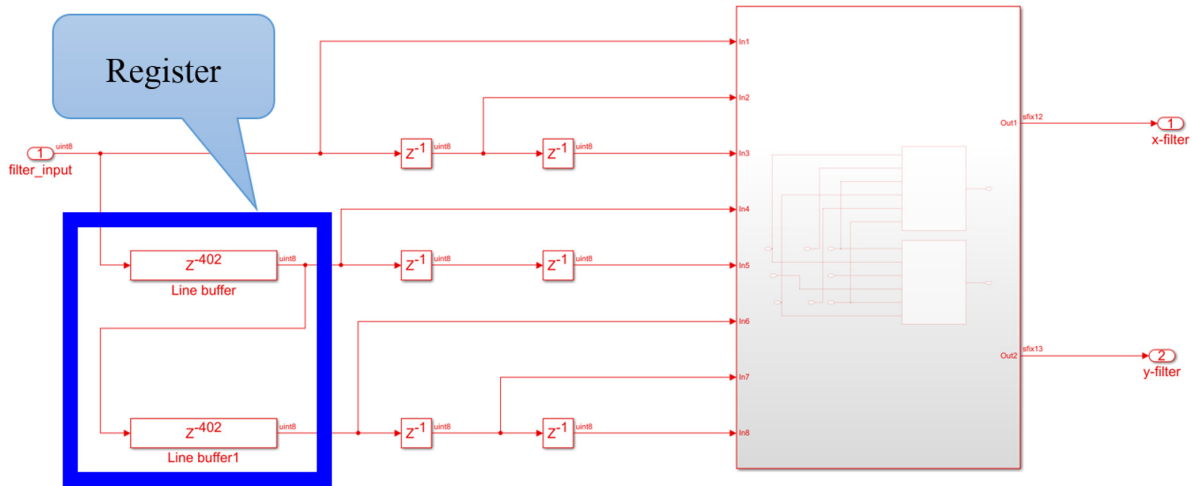 Register
1
uint8
filter_input
In1
In2
z-1
uint8
z-1
uint8
In3
Out1
sfix12
1
x-filter
z-402
uint8
Line buffer
In4
z-1
uint8
z-1
uint8
In5
z-402
uint8
Line buffer1
In6
In7
z-1
uint8
z-1
uint8
In8
Out2
sfix13
2
y-filter